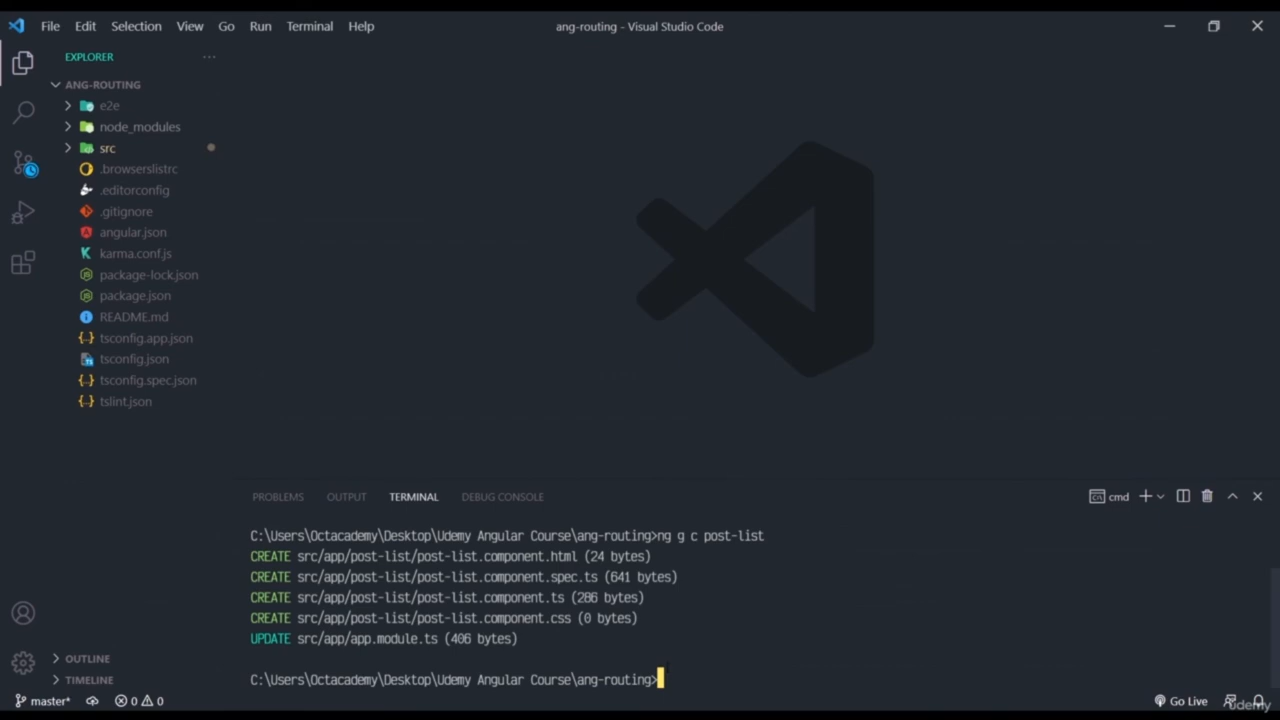 File Edit Selection View Go Run Terminal Help
ang-routing - Visual Studio Code
EXPLORER
ANG-ROUTING
e2e
node_modules
src
.browserslistrc
.editorconfig
.gitignore
angular.json
karma.conf.js
package-lock.json
package.json
README.md
tsconfig.app.json
tsconfig.json
tsconfig.spec.json
tslint.json
OUTLINE
TIMELINE
PROBLEMS OUTPUT TERMINAL DEBUG CONSOLE
cmd
C:\Users\Octacademy\Desktop\Udemy Angular Course\ang-routing>ng g c post-list
CREATE src/app/post-list/post-list.component.html (24 bytes)
CREATE src/app/post-list/post-list.component.spec.ts (641 bytes)
CREATE src/app/post-list/post-list.component.ts (286 bytes)
CREATE src/app/post-list/post-list.component.css (0 bytes)
UPDATE src/app/app.module.ts (406 bytes)
C:\Users\Octacademy\Desktop\Udemy Angular Course\ang-routing>
master* 0 0
Go Live
Udemy